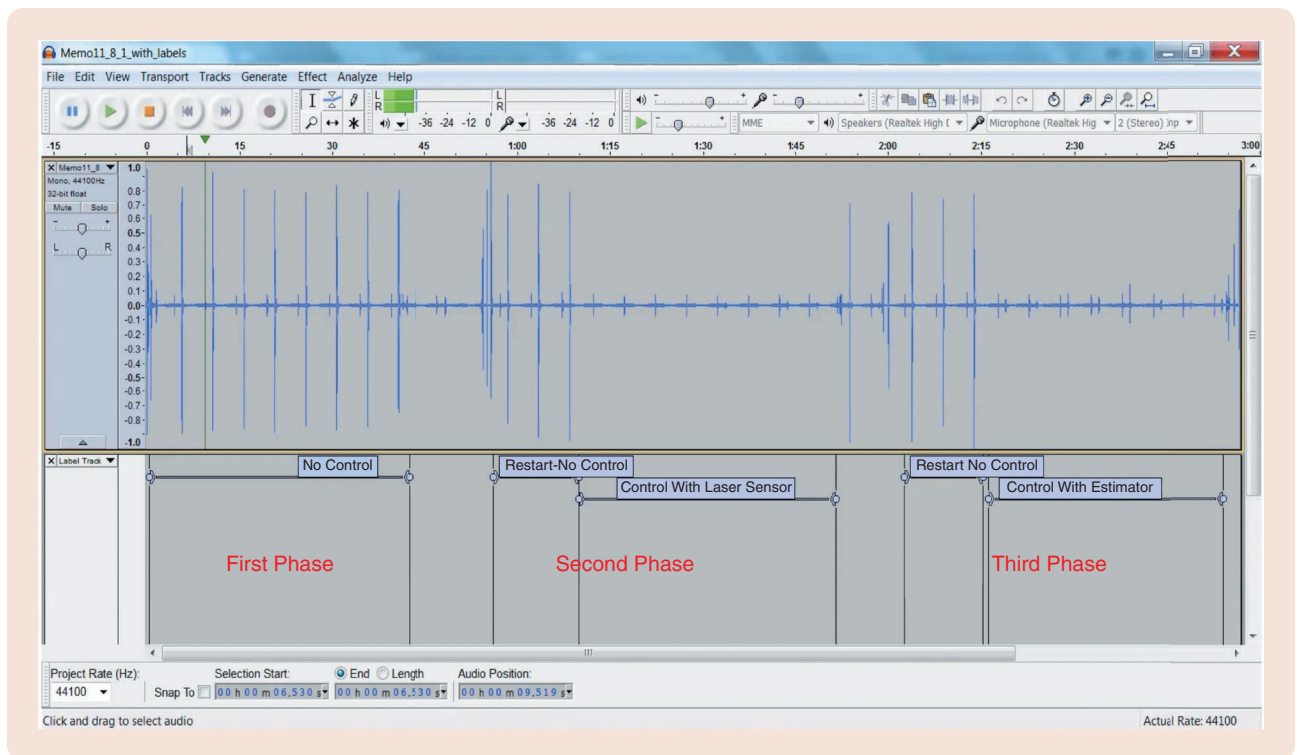 Memo11_8_1_with_labels
File Edit View Transport Tracks Generate Effect Analyze Help
L
R
-36 -24 -12 0
L
R
-36 -24 -12 0
MME
Speakers (Realtek High
Microphone (Realtek Hig
2 (Stereo)
-15 0 15 30 45 1:00 1:15 1:30 1:45 2:00 2:15 2:30 2:45 3:00
X Memo11_8
Mono, 44100Hz
32-bit float
Mute Solo
- +
L R
1.0
0.8
0.7
0.6
0.5
0.4
0.3
0.2
0.1
0.0
-0.1
-0.2
-0.3
-0.4
-0.5
-0.6
-0.7
-0.8
-1.0
X Label Track
No Control
Restart-No Control
Restart No Control
Control With Laser Sensor
Control With Estimator
First Phase
Second Phase
Third Phase
Project Rate (Hz):
Selection Start:
End
Length
Audio Position:
44100
Snap To
00 h 00 m 06.530 s
00 h 00 m 06.530 s
00 h 00 m 09.519 s
Click and drag to select audio
Actual Rate: 44100